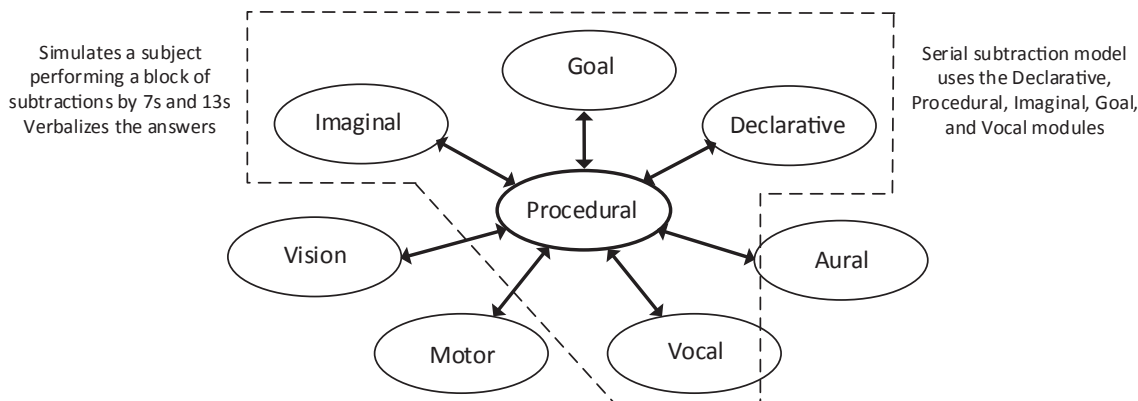 Simulates a subject
performing a block of
subtractions by 7s and 13s
Verbalizes the answers
Goal
Serial subtraction model
uses the Declarative,
Procedural, Imaginal, Goal,
and Vocal modules
Imaginal
Declarative
Procedural
Vision
Aural
Motor
Vocal